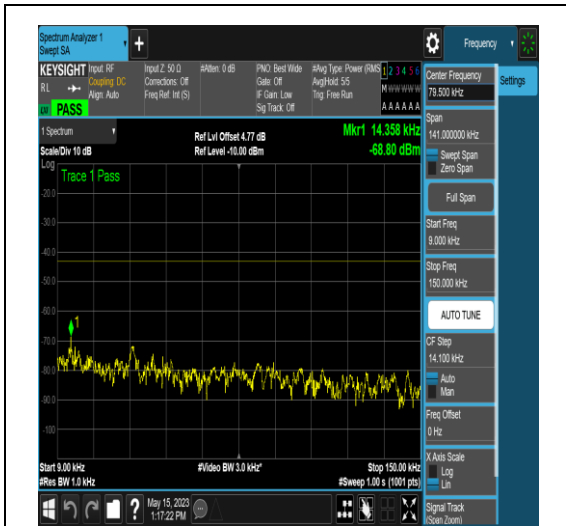 Spectrum Analyzer 1
Swept SA
+
Frequency
KEYSIGHT
Input: RF
Input Z: 50 Ω
#Atten: 0 dB
PNO: Best Wide
#Avg Type: Power (RMS
1 2 3 4 5 6
RL
Coupling: DC
Corrections: Off
Gate: Off
Avg|Hold: 5/5
M W W W W W
Align: Auto
Freq Ref: Int (S)
IF Gain: Low
Trig: Free Run
Sig Track: Off
A A A A A A
PASS
1 Spectrum
Ref Lvl Offset 4.77 dB
Mkr1 14.358 kHz
Scale/Div 10 dB
Ref Level -10.00 dBm
-68.80 dBm
Log
Trace 1 Pass
-20.0
-30.0
-40.0
-50.0
-60.0
-70.0
-80.0
-90.0
-100
1
Start 9.00 kHz
#Video BW 3.0 kHz*
Stop 150.00 kHz
#Res BW 1.0 kHz
#Sweep 1.00 s (1001 pts)
?
May 15, 2023
1:17:22 PM
Center Frequency
79.500 kHz
Settings
Span
141.000000 kHz
Swept Span
Zero Span
Full Span
Start Freq
9.000 kHz
Stop Freq
150.000 kHz
AUTO TUNE
CF Step
14.100 kHz
Auto
Man
Freq Offset
0 Hz
X Axis Scale
Log
Lin
Signal Track
(Span Zoom)